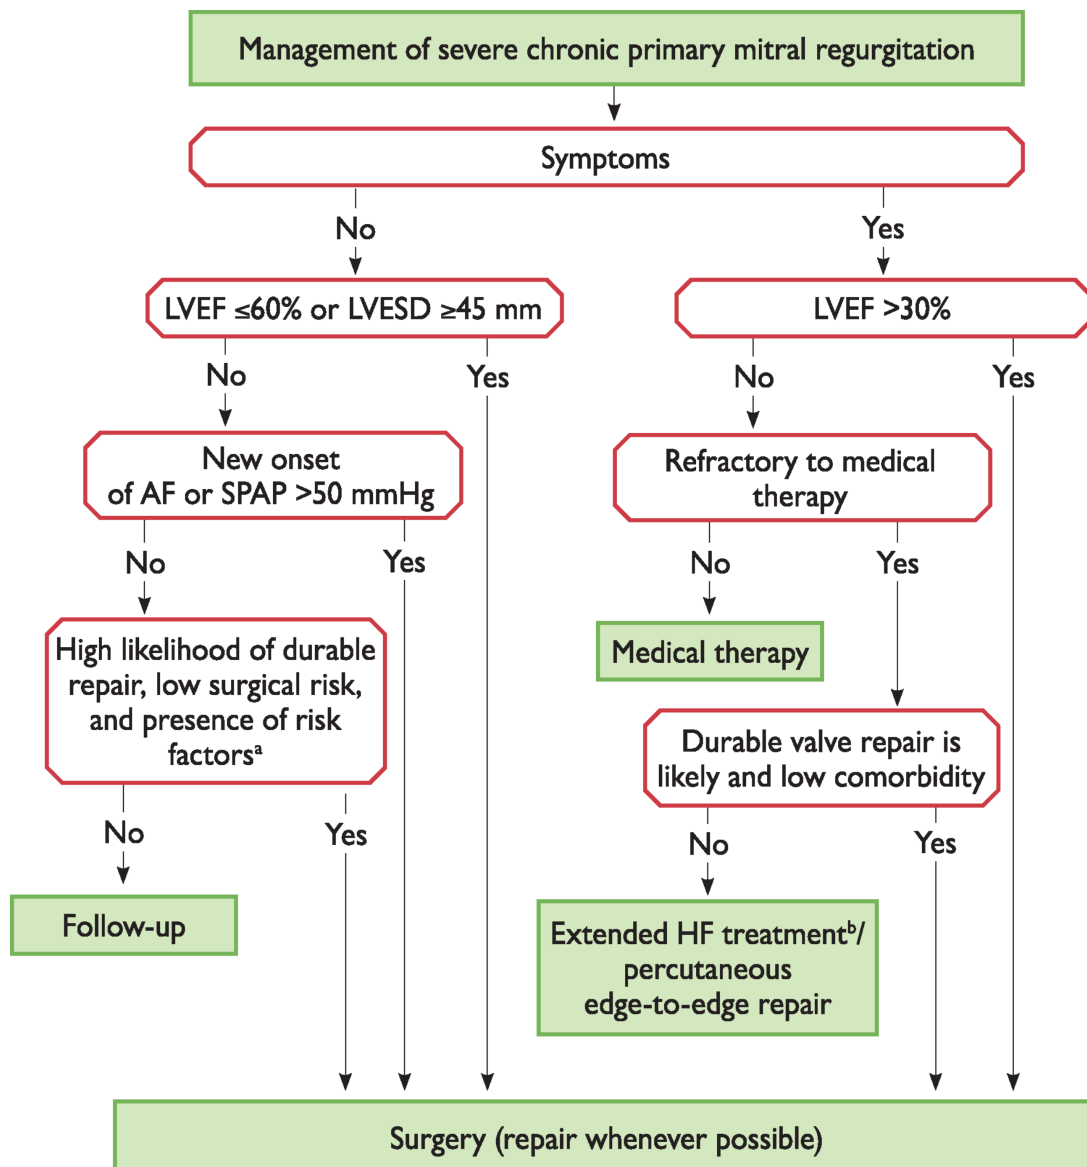 Management of severe chronic primary mitral regurgitation
Symptoms
No
Yes
LVEF ≤60% or LVESD ≥45 mm
LVEF >30%
No
Yes
No
Yes
New onset
of AF or SPAP >50 mmHg
Refractory to medical
therapy
No
Yes
No
Yes
High likelihood of durable
repair, low surgical risk,
and presence of risk
factorsᵃ
Medical therapy
Durable valve repair is
likely and low comorbidity
No
Yes
No
Yes
Follow-up
Extended HF treatmentᵇ/
percutaneous
edge-to-edge repair
Surgery (repair whenever possible)